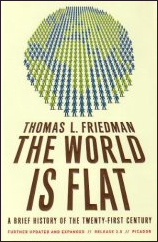 THOMAS L. FRIEDMAN
THE WORLD
IS FLAT
A BRIEF HISTORY OF THE TWENTY-FIRST CENTURY
FURTHER UPDATED AND EXPANDED // RELEASE 3.0 // PICADOR